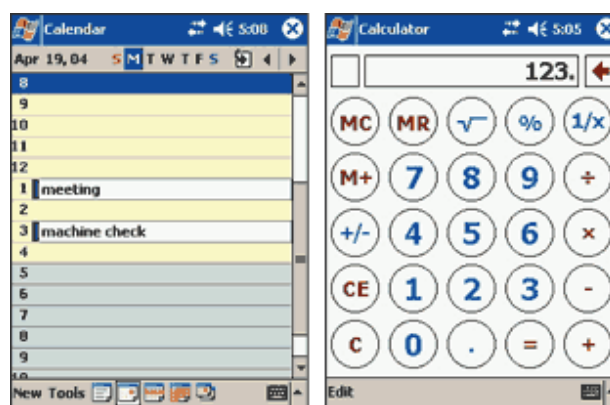 Calendar 5:08
Apr 19, 04 S M T W T F S
8
9
10
11
12
1 meeting
2
3 machine check
4
5
6
7
8
9
10
New Tools
Calculator 5:05
123.
MC MR √ % 1/x
M+ 7 8 9 ÷
+/- 4 5 6 ×
CE 1 2 3 -
C 0 . = +
Edit